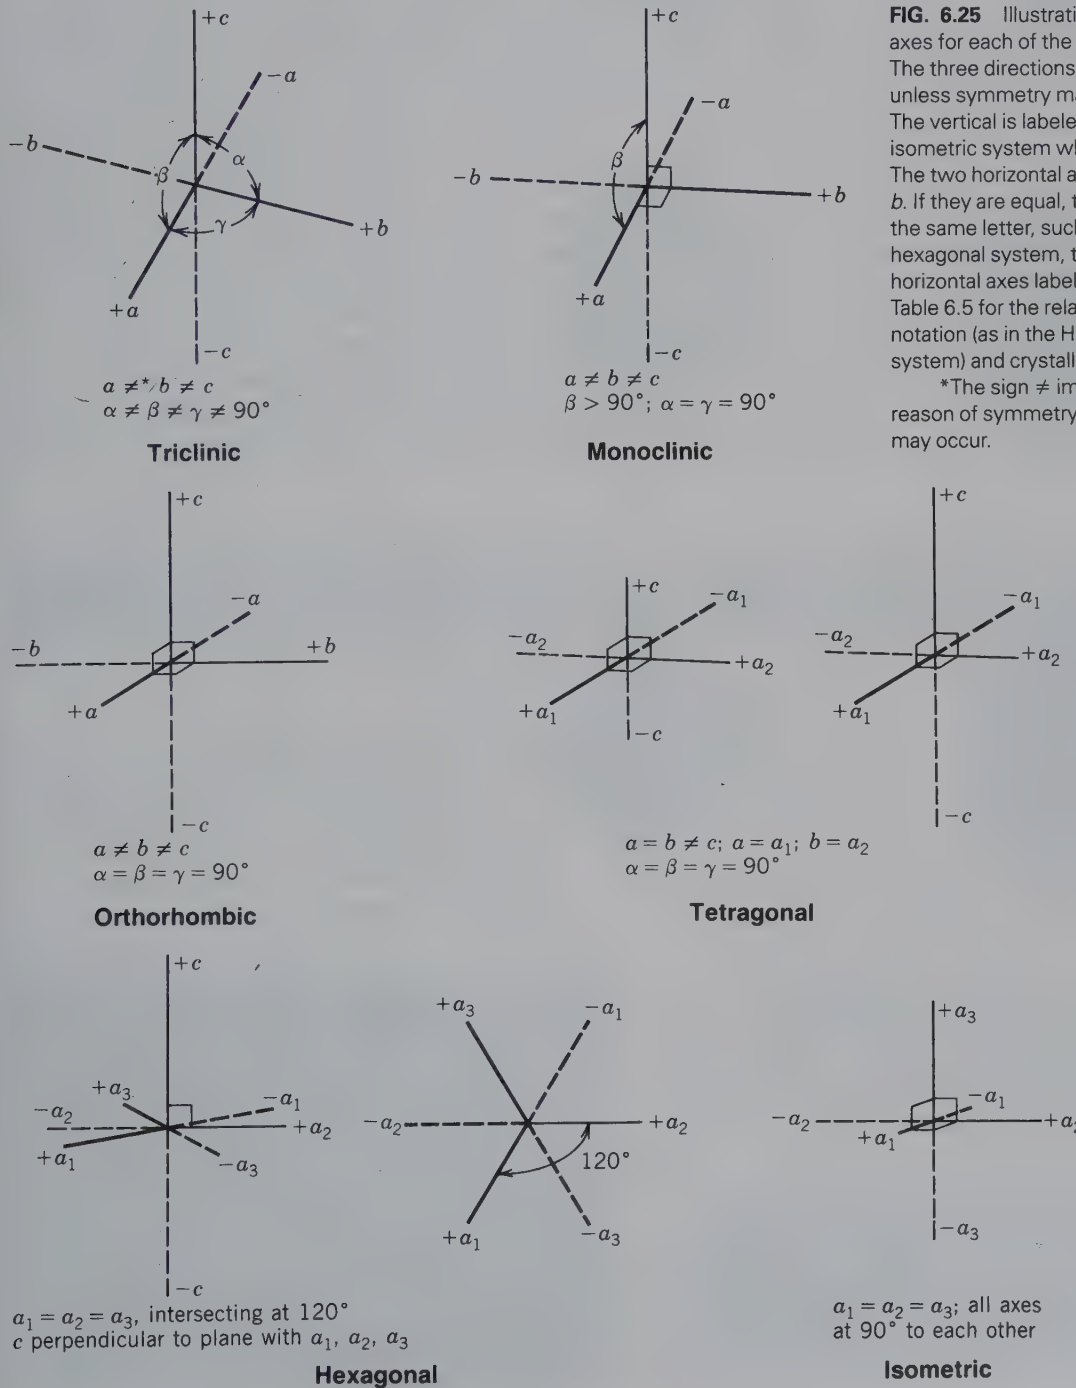 FIG. 6.25 Illustrati
axes for each of the
The three directions
unless symmetry ma
The vertical is labele
isometric system wh
The two horizontal a
b. If they are equal, t
the same letter, such
hexagonal system, t
horizontal axes label
Table 6.5 for the rela
notation (as in the H
system) and crystall
*The sign ≠ im
reason of symmetry
may occur.
+c
−a
−b
β
α
γ
+b
+a
−c
a ≠* b ≠ c
α ≠ β ≠ γ ≠ 90°
Triclinic
+c
−a
β
−b
+b
+a
−c
a ≠ b ≠ c
β > 90°; α = γ = 90°
Monoclinic
+c
−a
−b
+b
+a
−c
a ≠ b ≠ c
α = β = γ = 90°
Orthorhombic
+c
−a₁
−a₂
+a₂
+a₁
−c
+c
−a₁
−a₂
+a₂
+a₁
−c
a = b ≠ c; a = a₁; b = a₂
α = β = γ = 90°
Tetragonal
+c
+a₃
−a₁
−a₂
+a₂
+a₁
−a₃
−c
+a₃
−a₁
−a₂
+a₂
120°
+a₁
−a₃
a₁ = a₂ = a₃, intersecting at 120°
c perpendicular to plane with a₁, a₂, a₃
Hexagonal
+a₃
−a₁
−a₂
+a₂
+a₁
−a₃
a₁ = a₂ = a₃; all axes
at 90° to each other
Isometric